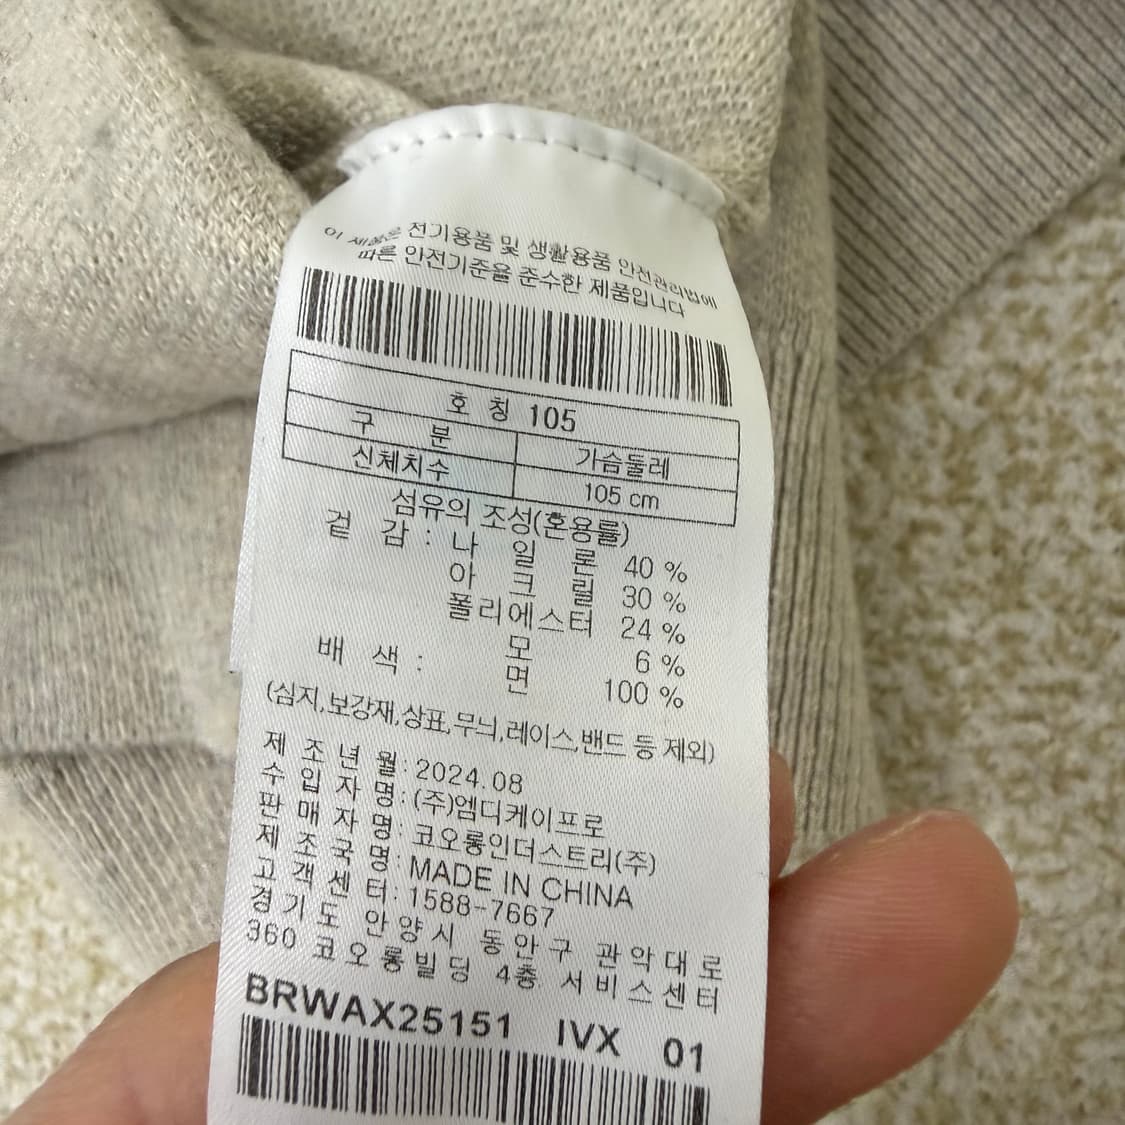 이 제품은 전기용품 및 생활용품 안전관리법에
따른 안전기준을 준수한 제품입니다
호 칭 105
구 분 가슴둘레
신체치수 105 cm
섬유의 조성(혼용률)
겉 감 : 나 일 론 40 %
아 크 릴 30 %
폴리에스터 24 %
모 6 %
배 색 : 면 100 %
(심지,보강재,상표,무늬,레이스,밴드 등 제외)
제 조 년 월 : 2024.08
수 입 자 명 : (주)엠디케이프로
판 매 자 명 : 코오롱인더스트리(주)
제 조 국 명 : MADE IN CHINA
고 객 센 터 : 1588-7667
경 기 도 안 양 시 동 안 구 관 악 대 로
360 코 오 롱 빌 딩 4층 서 비 스 센 터
BRWAX25151 IVX 01